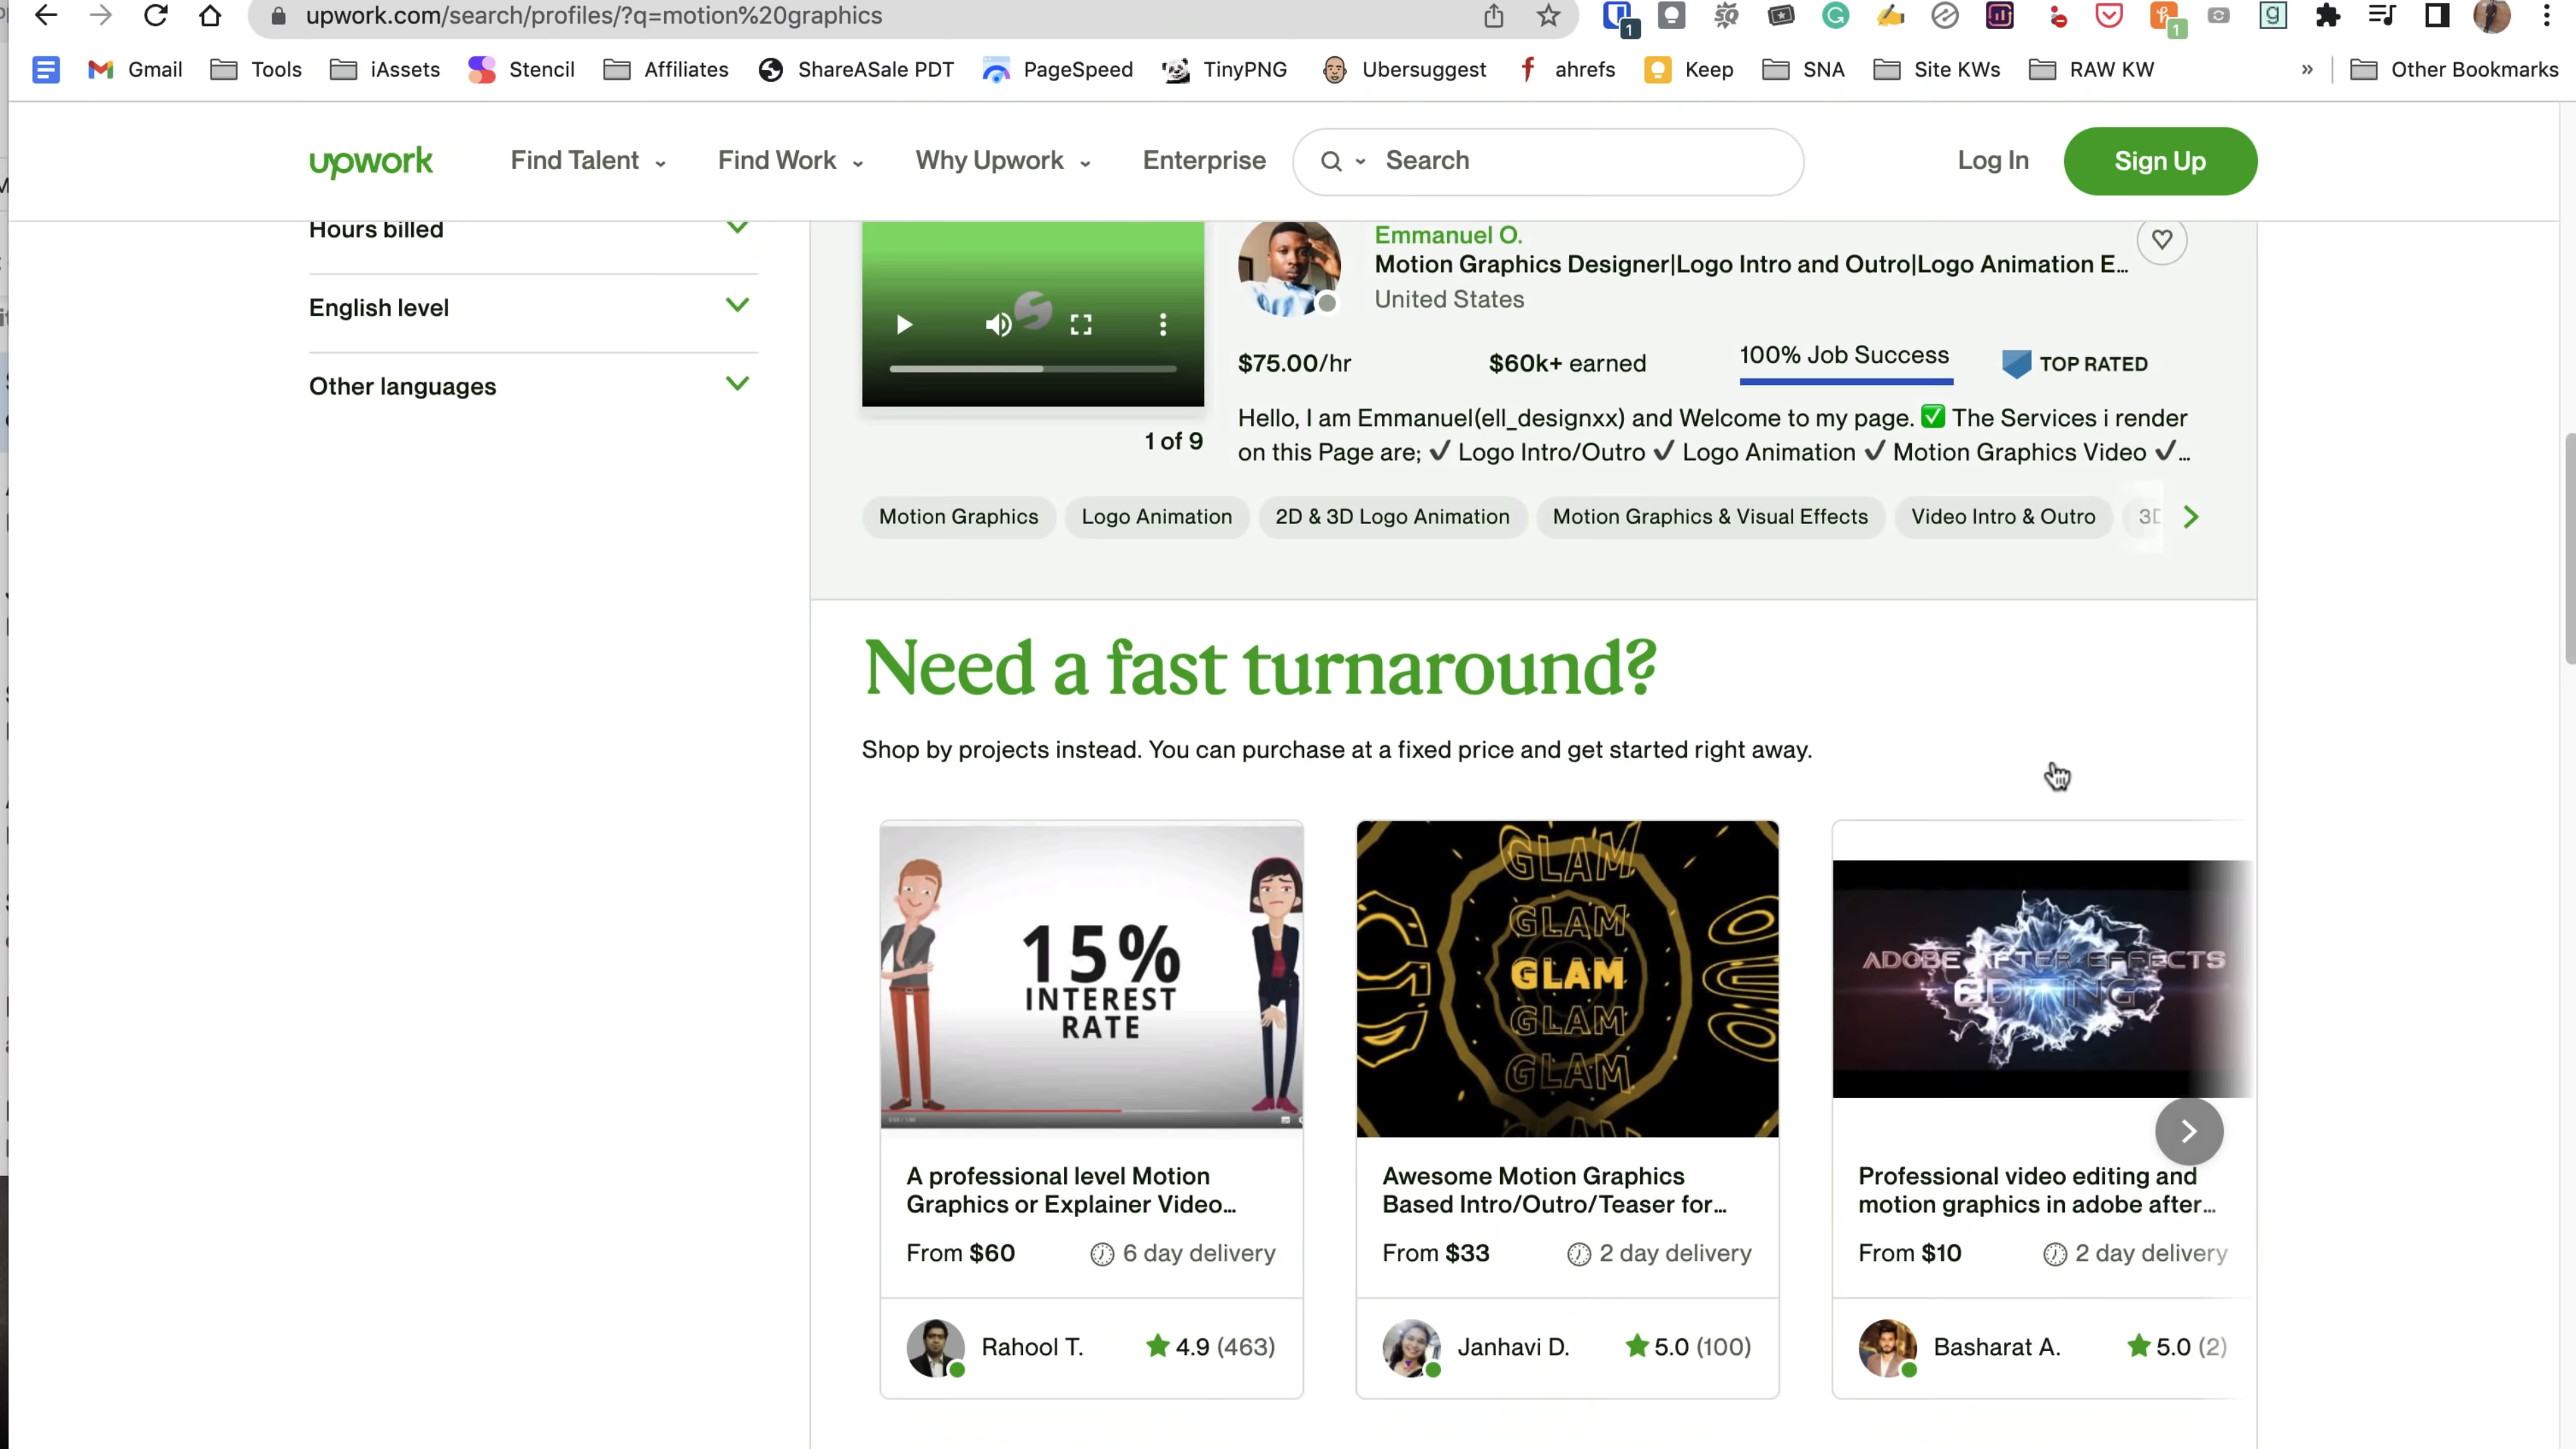 upwork.com/search/profiles/?q=motion%20graphics
1
1
Gmail Tools iAssets Stencil Affiliates ShareASale PDT PageSpeed TinyPNG Ubersuggest ahrefs Keep SNA Site KWs RAW KW » Other Bookmarks
upwork Find Talent Find Work Why Upwork Enterprise Search Log In Sign Up
Hours billed
English level
Other languages
Emmanuel O.
Motion Graphics Designer|Logo Intro and Outro|Logo Animation E...
United States
$75.00/hr $60k+ earned 100% Job Success TOP RATED
Hello, I am Emmanuel(ell_designxx) and Welcome to my page. ✅ The Services i render
on this Page are; ✔ Logo Intro/Outro ✔ Logo Animation ✔ Motion Graphics Video ✔...
1 of 9
Motion Graphics Logo Animation 2D & 3D Logo Animation Motion Graphics & Visual Effects Video Intro & Outro
Need a fast turnaround?
Shop by projects instead. You can purchase at a fixed price and get started right away.
15%
INTEREST
RATE
GLAM
GLAM
GLAM
GLAM
GLAM
ADOBE AFTER EFFECTS
EDITING
A professional level Motion
Graphics or Explainer Video...
From $60 6 day delivery
Rahool T. 4.9 (463)
Awesome Motion Graphics
Based Intro/Outro/Teaser for...
From $33 2 day delivery
Janhavi D. 5.0 (100)
Professional video editing and
motion graphics in adobe after...
From $10 2 day delivery
Basharat A. 5.0 (2)